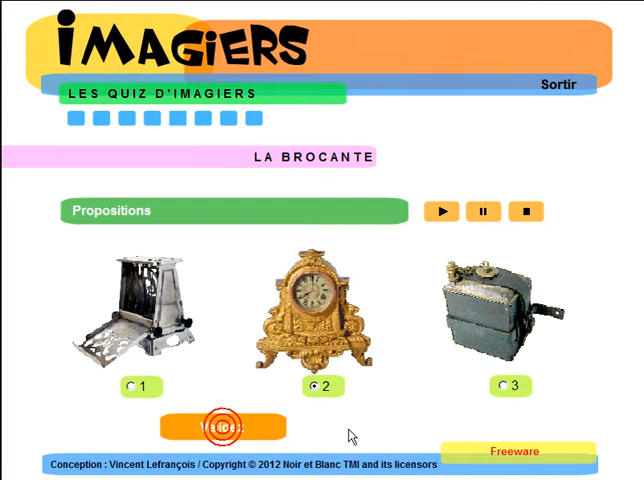 iMAGiERS
Sortir
LES QUIZ D'IMAGIERS
LA BROCANTE
Propositions
1
2
3
Validez
Freeware
Conception : Vincent Lefrançois / Copyright © 2012 Noir et Blanc TMI and its licensors